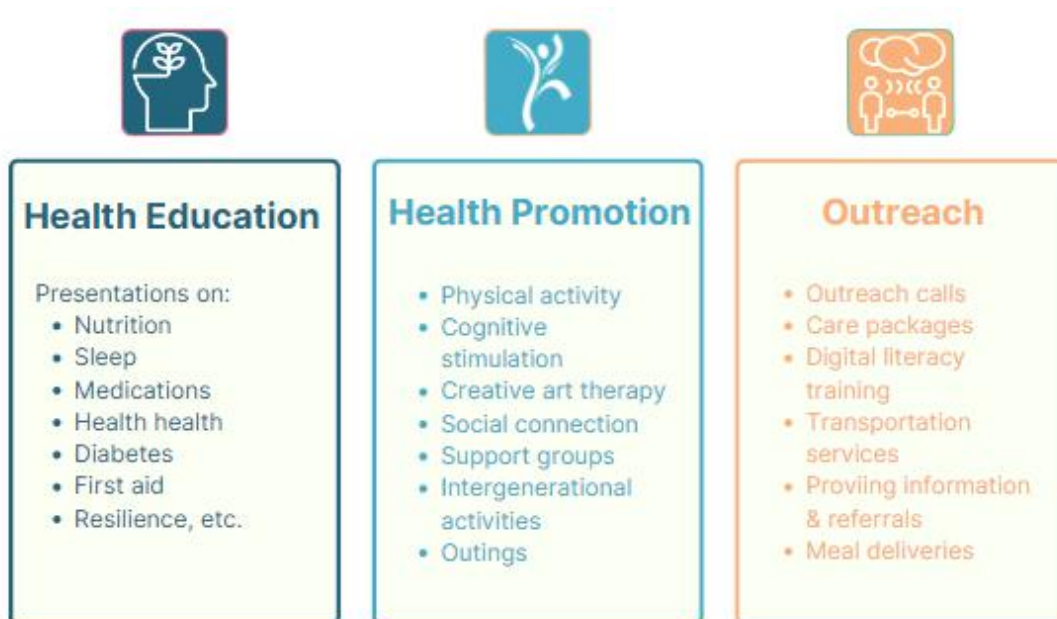 Health Education
Presentations on:
• Nutrition
• Sleep
• Medications
• Health health
• Diabetes
• First aid
• Resilience, etc.
Health Promotion
• Physical activity
• Cognitive
stimulation
• Creative art therapy
• Social connection
• Support groups
• Intergenerational
activities
• Outings
Outreach
• Outreach calls
• Care packages
• Digital literacy
training
• Transportation
services
• Proviing information
& referrals
• Meal deliveries